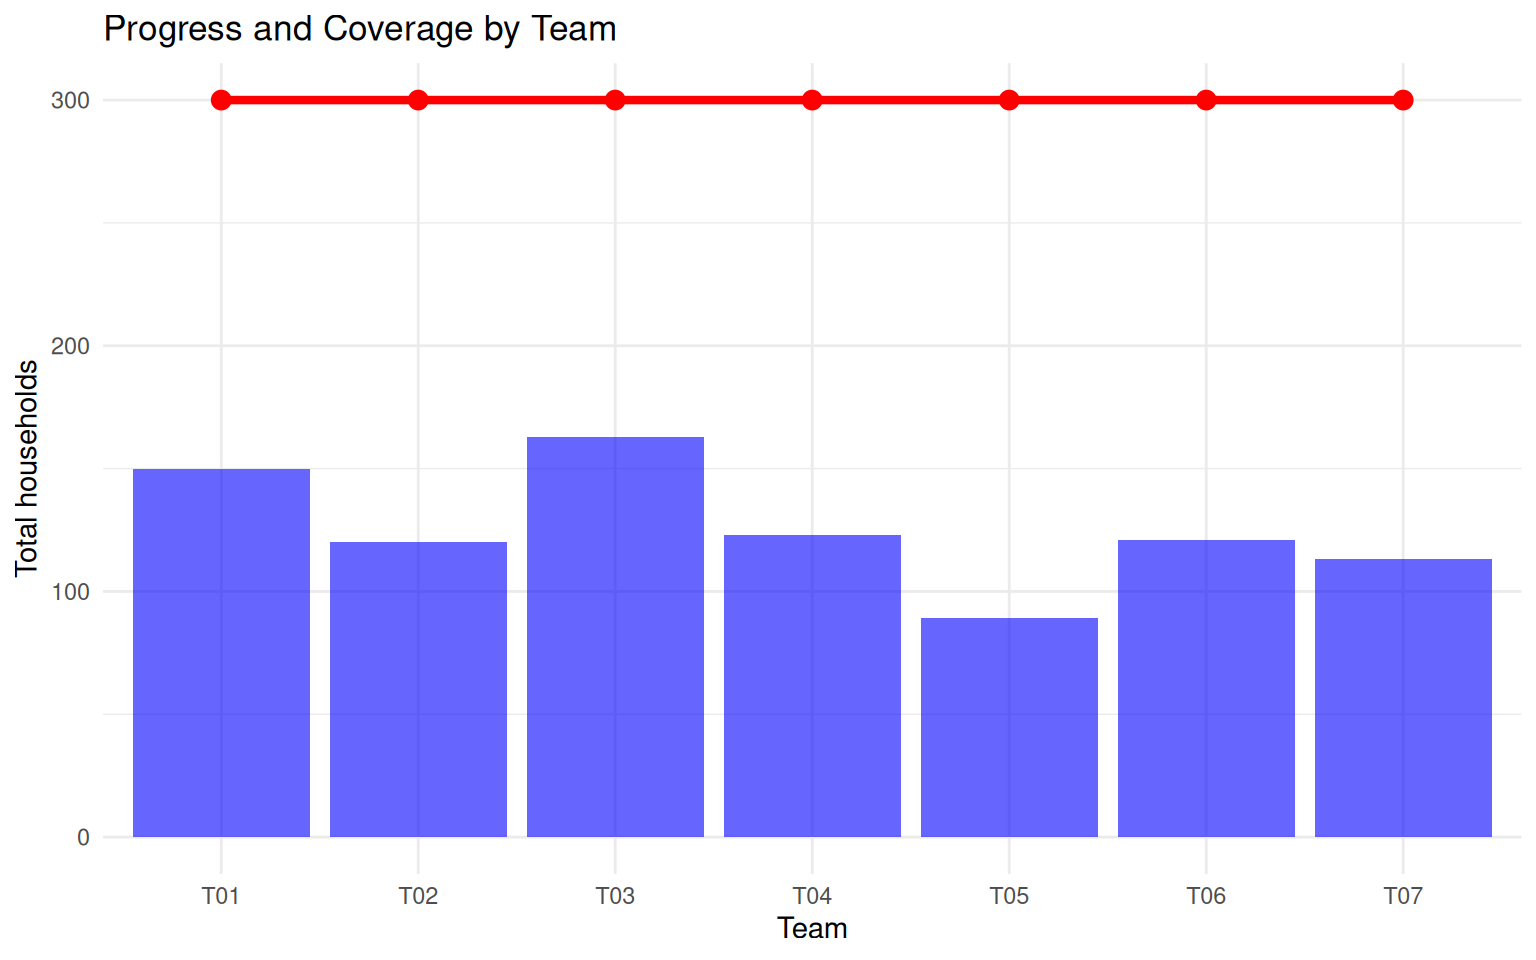 Progress and Coverage by Team
300
200
100
0
Total households
T01 T02 T03 T04 T05 T06 T07
Team